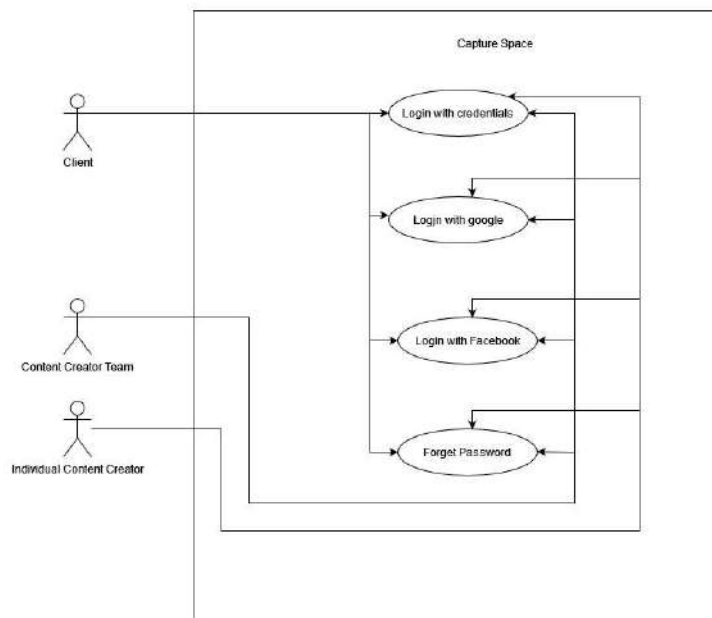 Capture Space
Login with credentials
Client
Login with google
Content Creator Team
Login with Facebook
Individual Content Creator
Forget Password